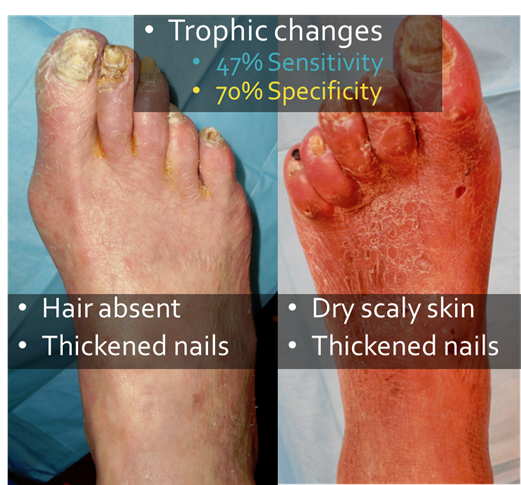 • Trophic changes
• 47% Sensitivity
• 70% Specificity
• Hair absent
• Thickened nails
• Dry scaly skin
• Thickened nails